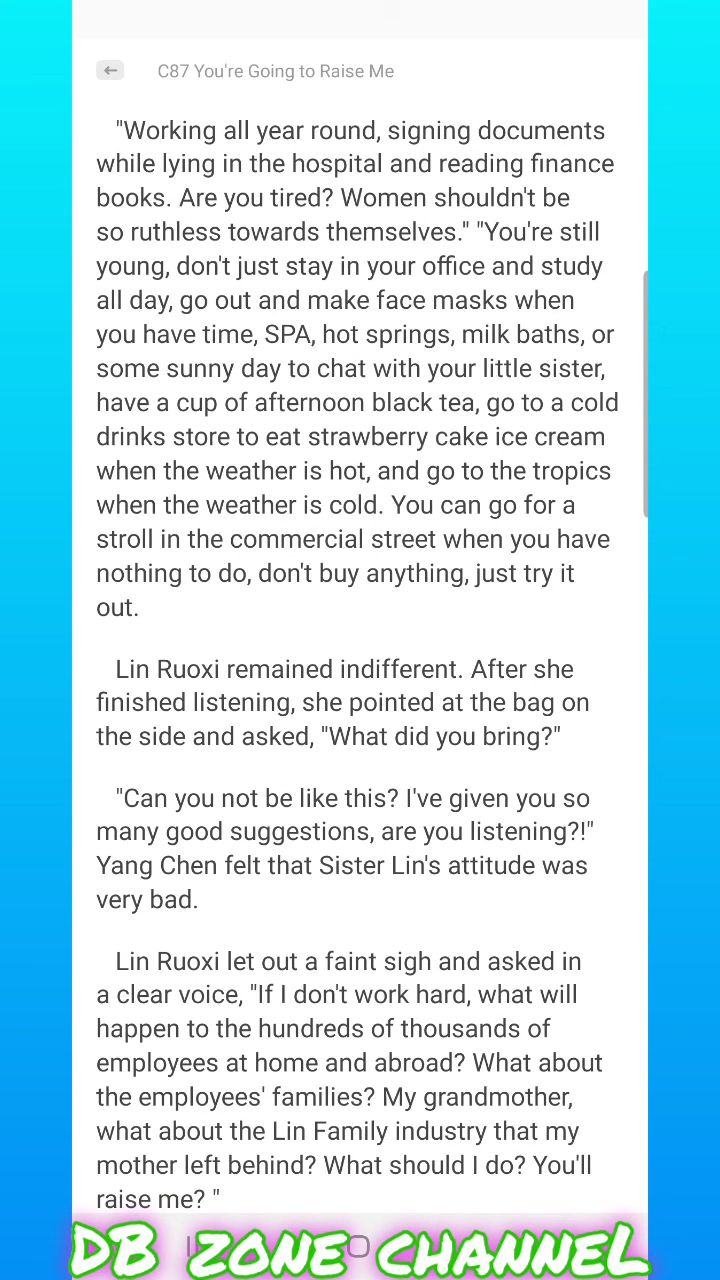 C87 You're Going to Raise Me
"Working all year round, signing documents
while lying in the hospital and reading finance
books. Are you tired? Women shouldn't be
so ruthless towards themselves." "You're still
young, don't just stay in your office and study
all day, go out and make face masks when
you have time, SPA, hot springs, milk baths, or
some sunny day to chat with your little sister,
have a cup of afternoon black tea, go to a cold
drinks store to eat strawberry cake ice cream
when the weather is hot, and go to the tropics
when the weather is cold. You can go for a
stroll in the commercial street when you have
nothing to do, don't buy anything, just try it
out.
Lin Ruoxi remained indifferent. After she
finished listening, she pointed at the bag on
the side and asked, "What did you bring?"
"Can you not be like this? I've given you so
many good suggestions, are you listening?!"
Yang Chen felt that Sister Lin's attitude was
very bad.
Lin Ruoxi let out a faint sigh and asked in
a clear voice, "If I don't work hard, what will
happen to the hundreds of thousands of
employees at home and abroad? What about
the employees' families? My grandmother,
what about the Lin Family industry that my
mother left behind? What should I do? You'll
raise me? "
DB ZONE CHANNEL